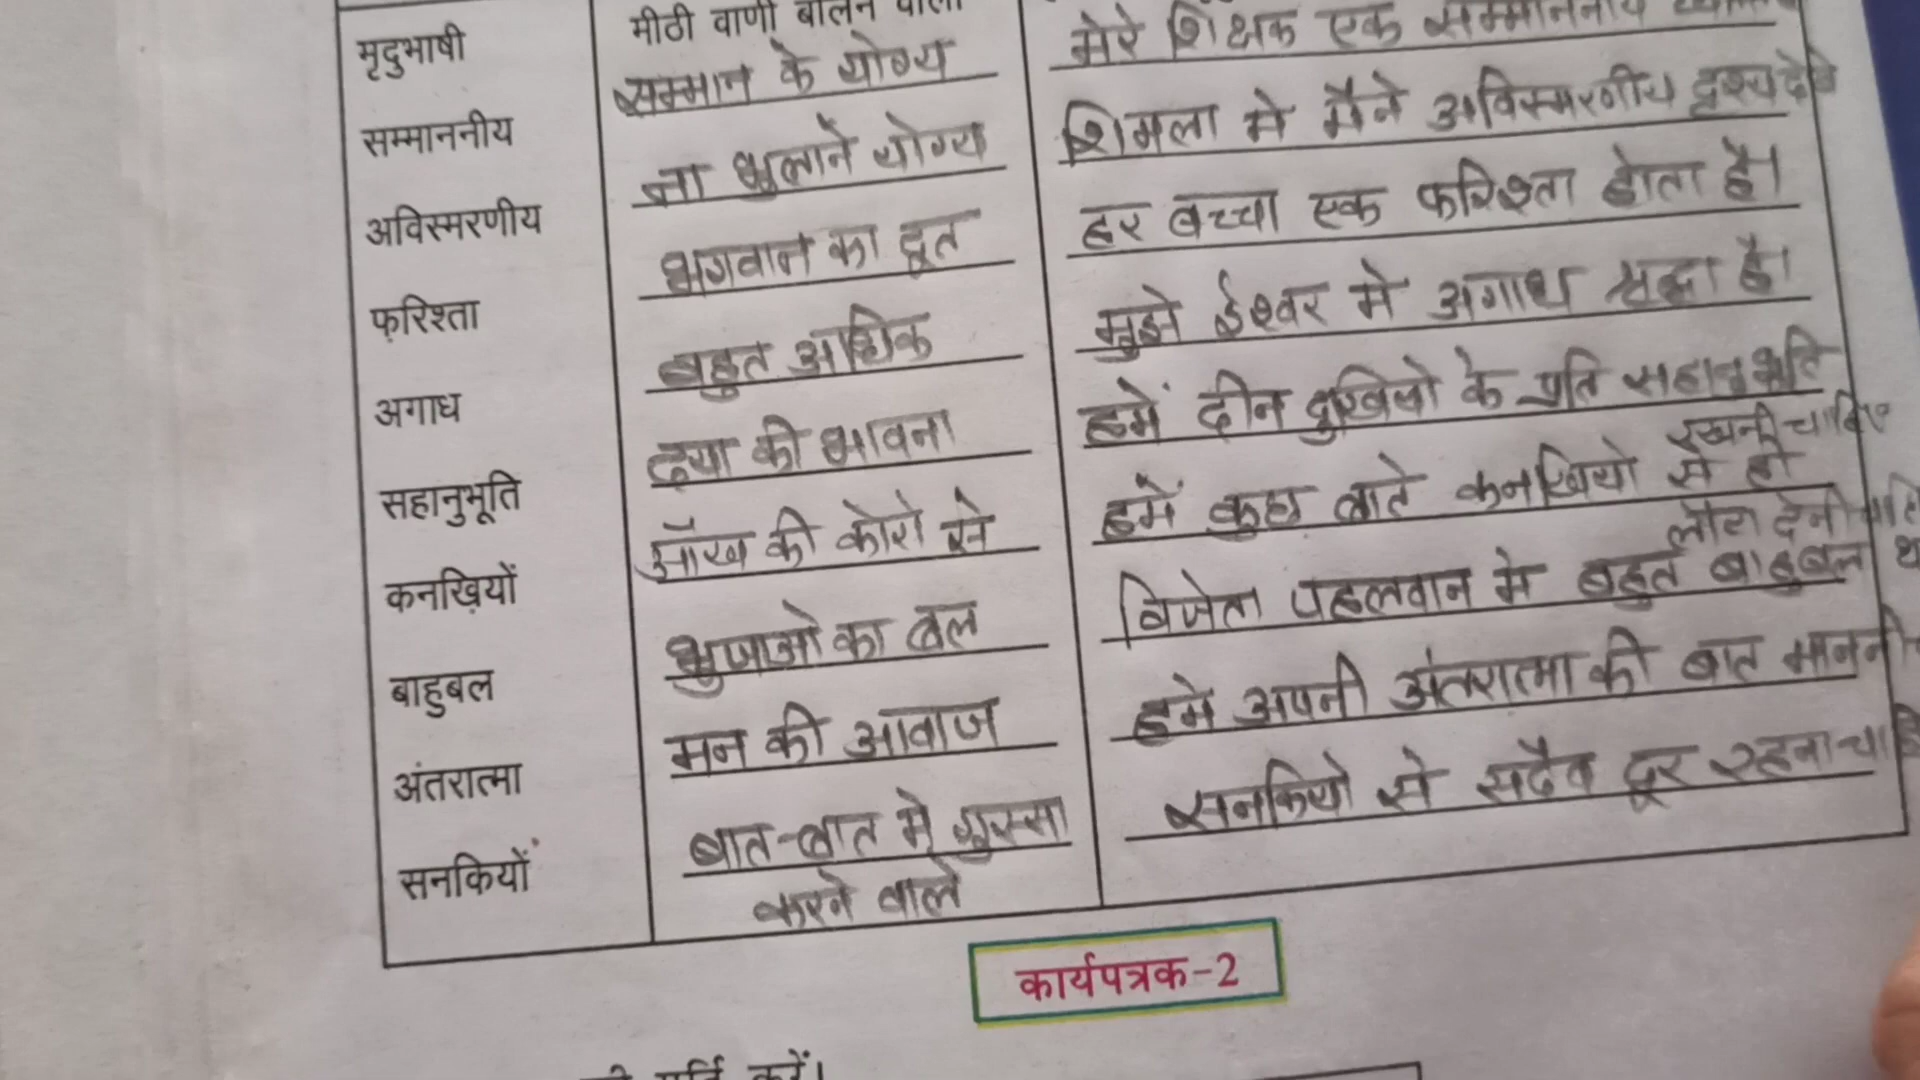 मृदुभाषी मीठी वाणी बोलने वाला
सम्मान के योग्य मेरे शिक्षक एक सम्माननीय
सम्माननीय
ना भुलाने योग्य शिमला मे मैने अविस्मरणीय दृश्य देखे
अविस्मरणीय
भगवान का दूत हर बच्चा एक फरिश्ता होता है।
फ़रिश्ता
बहुत अधिक मुझे ईश्वर मे अगाध श्रद्धा है।
अगाध
दया की भावना हमें दीन दुखियो के प्रति सहानुभूति
रखनी चाहिए
सहानुभूति
आँख की कोरो से हमें कुछ बाते कनखियो से ही
लौटा देनी
कनखि़यों
भुजाओ का बल विजेता पहलवान मे बहुत बाहुबल
बाहुबल
मन की आवाज हमे अपनी अंतरात्मा की बात माननी
अंतरात्मा
बात-बात मे गुस्सा सनकियो से सदैव दूर रहना
सनकियों
करने वाले
कार्यपत्रक-2
करें।